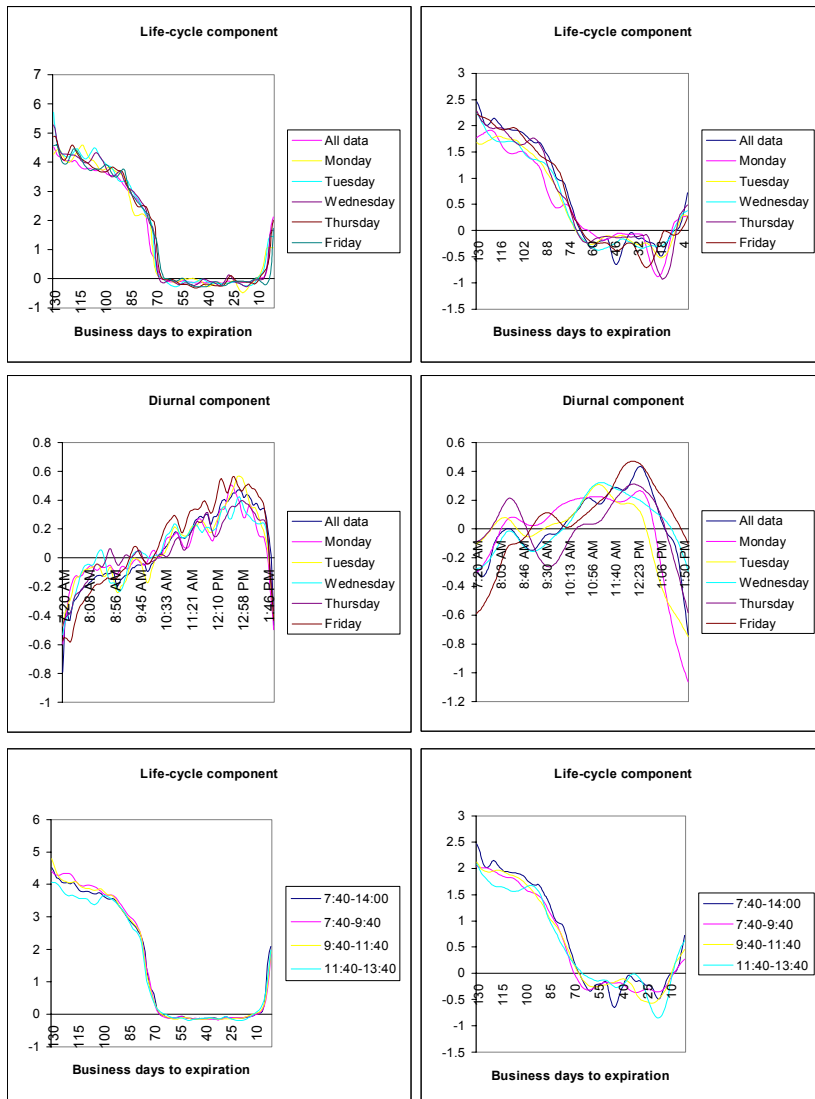 Life-cycle component
7
6
5
4
3
2
1
0
-1
130
115
100
85
70
55
40
25
10
Business days to expiration
All data
Monday
Tuesday
Wednesday
Thursday
Friday
Life-cycle component
3
2.5
2
1.5
1
0.5
0
-0.5
-1
-1.5
130
116
102
88
74
60
46
32
18
4
Business days to expiration
All data
Monday
Tuesday
Wednesday
Thursday
Friday
Diurnal component
0.8
0.6
0.4
0.2
0
-0.2
-0.4
-0.6
-0.8
-1
7:20 AM
8:08 AM
8:56 AM
9:45 AM
10:33 AM
11:21 AM
12:10 PM
12:58 PM
1:46 PM
All data
Monday
Tuesday
Wednesday
Thursday
Friday
Diurnal component
0.6
0.4
0.2
0
-0.2
-0.4
-0.6
-0.8
-1
-1.2
7:20 AM
8:03 AM
8:46 AM
9:30 AM
10:13 AM
10:56 AM
11:40 AM
12:23 PM
1:06 PM
1:50 PM
All data
Monday
Tuesday
Wednesday
Thursday
Friday
Life-cycle component
6
5
4
3
2
1
0
-1
130
115
100
85
70
55
40
25
10
Business days to expiration
7:40-14:00
7:40-9:40
9:40-11:40
11:40-13:40
Life-cycle component
3
2.5
2
1.5
1
0.5
0
-0.5
-1
-1.5
130
115
100
85
70
55
40
25
10
Business days to expiration
7:40-14:00
7:40-9:40
9:40-11:40
11:40-13:40